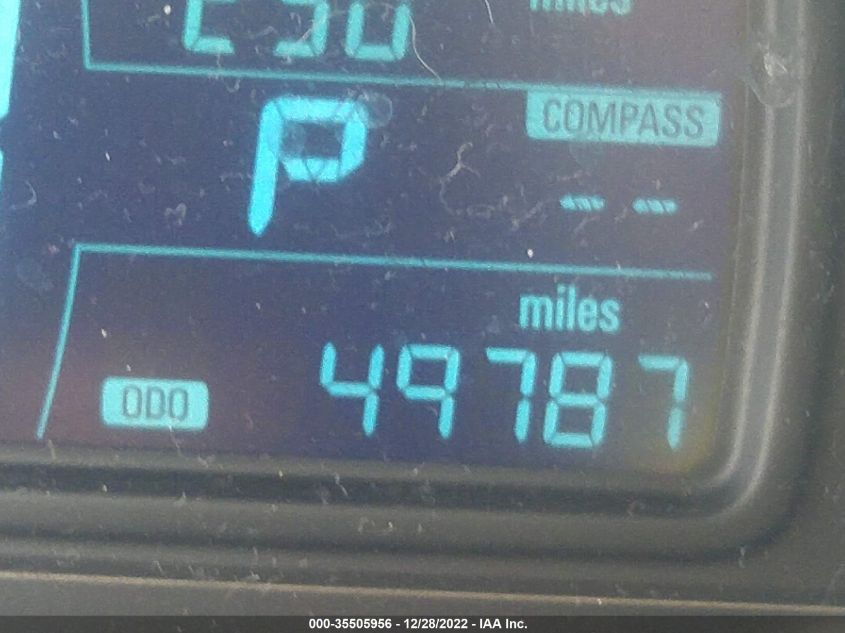 miles
P
COMPASS
--
miles
ODO
49787
000-35505956 - 12/28/2022 - IAA Inc.